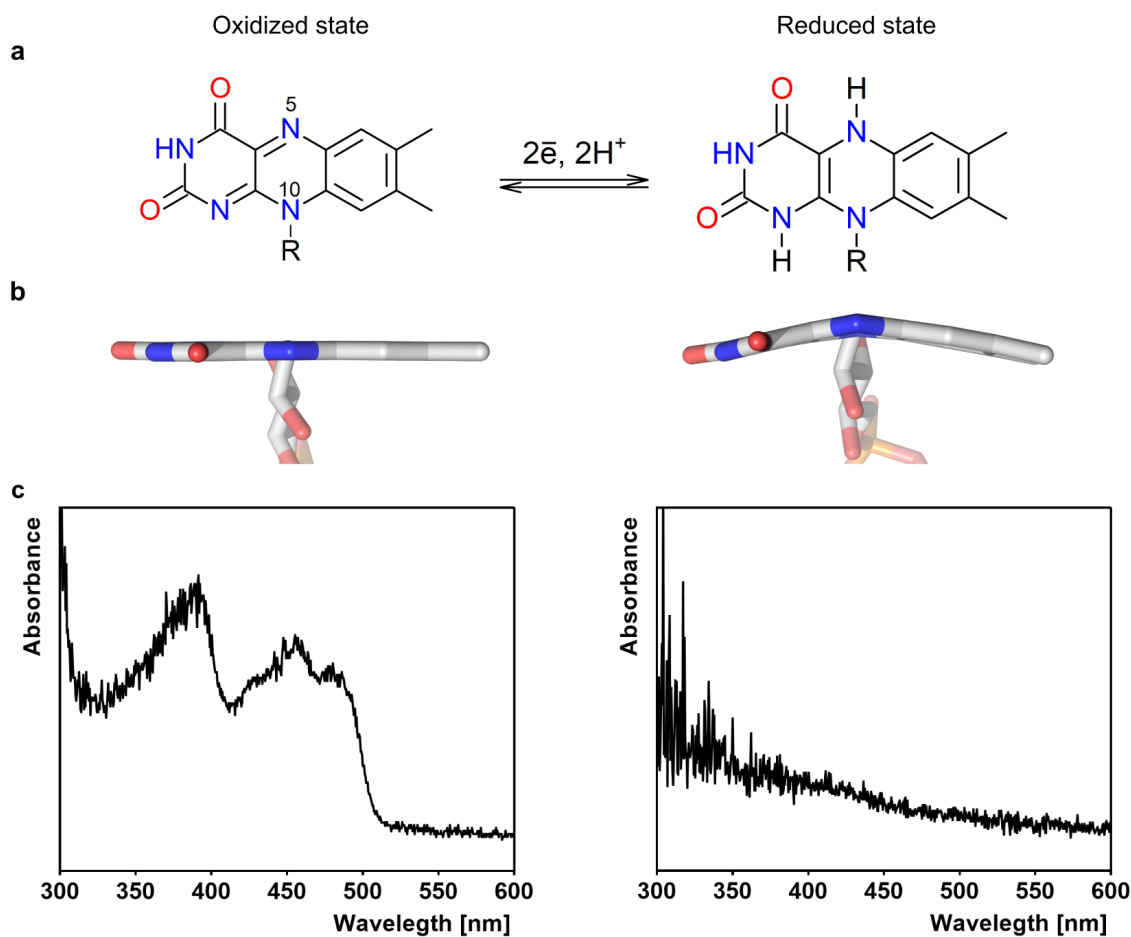 Oxidized state
Reduced state
a
O
N
5
HN
O
N
N
10
R
2ē, 2H⁺
H
O
N
HN
O
N
N
H
R
b
c
Absorbance
300 350 400 450 500 550 600
Wavelegth [nm]
Absorbance
300 350 400 450 500 550 600
Wavelegth [nm]